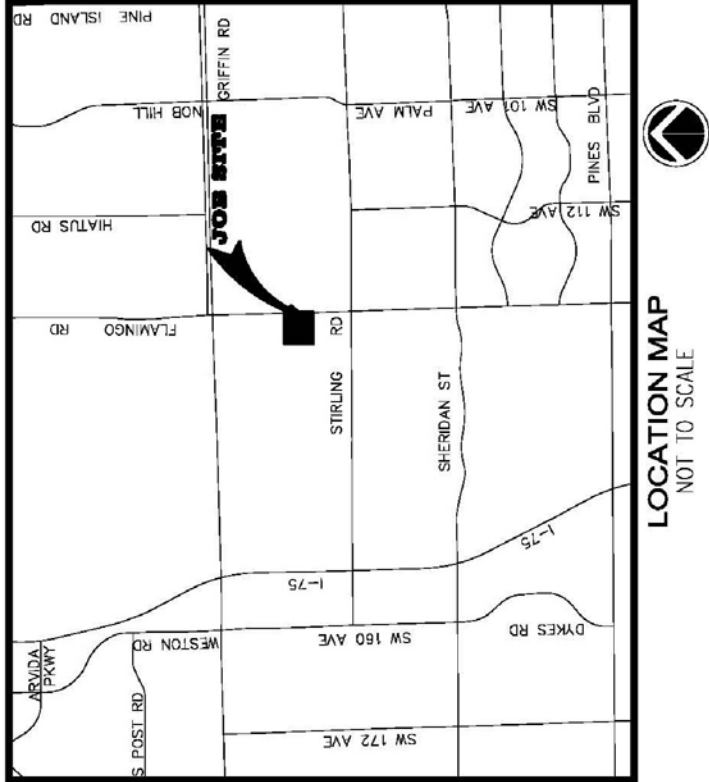 PINE ISLAND RD
GRIFFIN RD
NOB HILL
PALM AVE
SW 101 AVE
PINES BLVD
JOB SITE
HIATUS RD
SW 112 AVE
FLAMINGO RD
STIRLING RD
SHERIDAN ST
I-75
I-75
ARVIDA
PKWY
WESTON RD
SW 160 AVE
DYKES RD
S POST RD
SW 172 AVE
LOCATION MAP
NOT TO SCALE